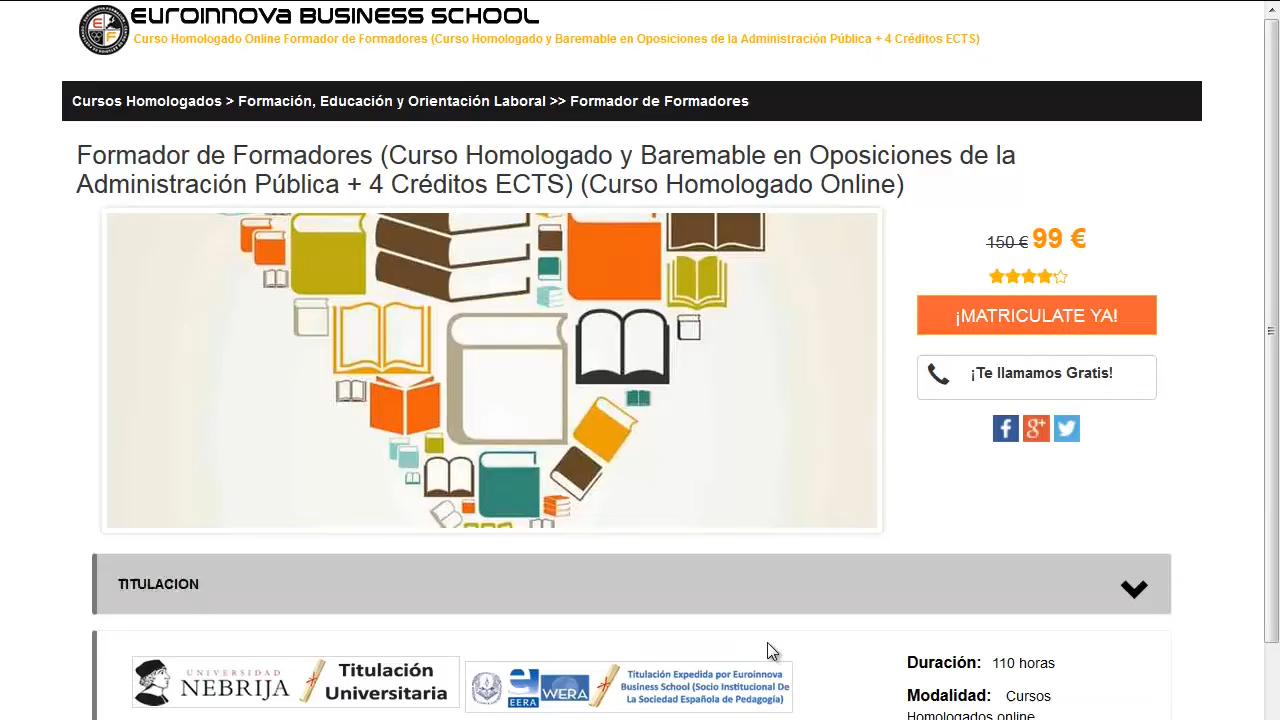 Euroinnova BUSINESS SCHOOL
Curso Homologado Online Formador de Formadores (Curso Homologado y Baremable en Oposiciones de la Administración Pública + 4 Créditos ECTS)
Cursos Homologados > Formación, Educación y Orientación Laboral >> Formador de Formadores
Formador de Formadores (Curso Homologado y Baremable en Oposiciones de la
Administración Pública + 4 Créditos ECTS) (Curso Homologado Online)
150 € 99 €
¡MATRICULATE YA!
¡Te llamamos Gratis!
TITULACION
UNIVERSIDAD
NEBRIJA
Titulación
Universitaria
EERA
WERA
Titulación Expedida por Euroinnova
Business School (Socio Institucional De
La Sociedad Española de Pedagogía)
Duración: 110 horas
Modalidad: Cursos
Homologados online